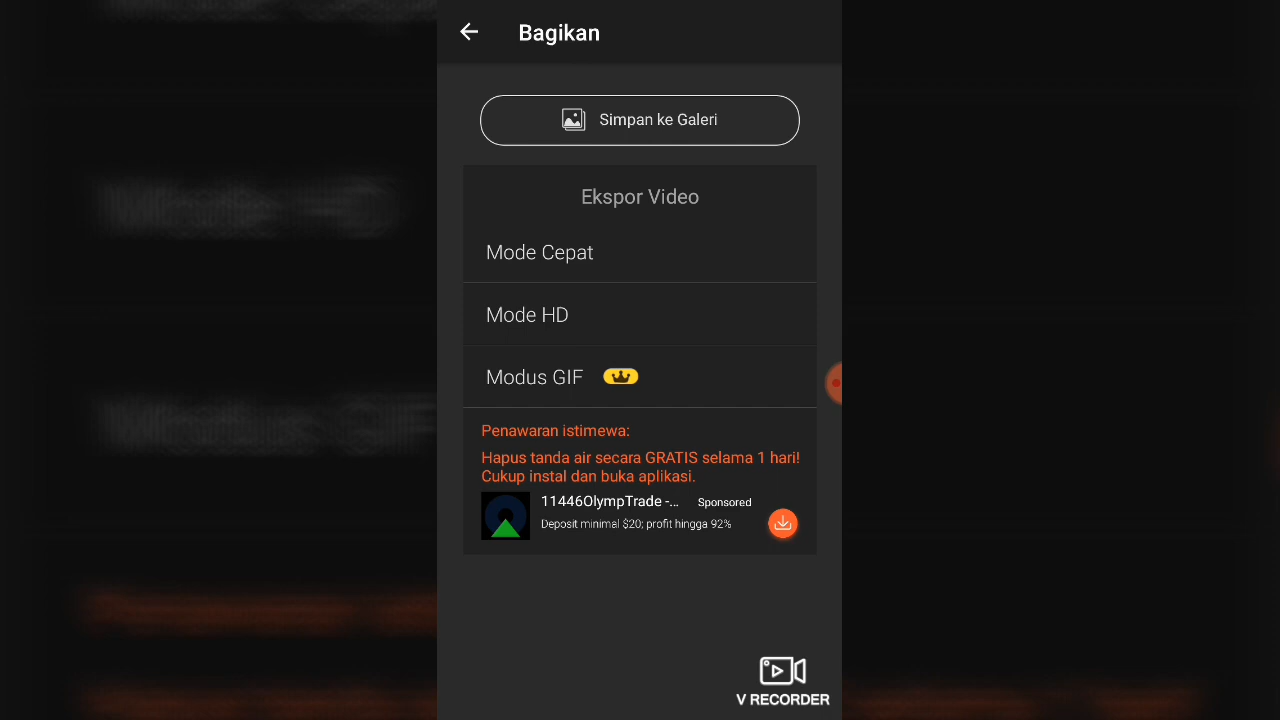 Bagikan
Simpan ke Galeri
Ekspor Video
Mode Cepat
Mode HD
Modus GIF
Penawaran istimewa:
Hapus tanda air secara GRATIS selama 1 hari!
Cukup instal dan buka aplikasi.
11446OlympTrade -... Sponsored
Deposit minimal $20; profit hingga 92%
V RECORDER